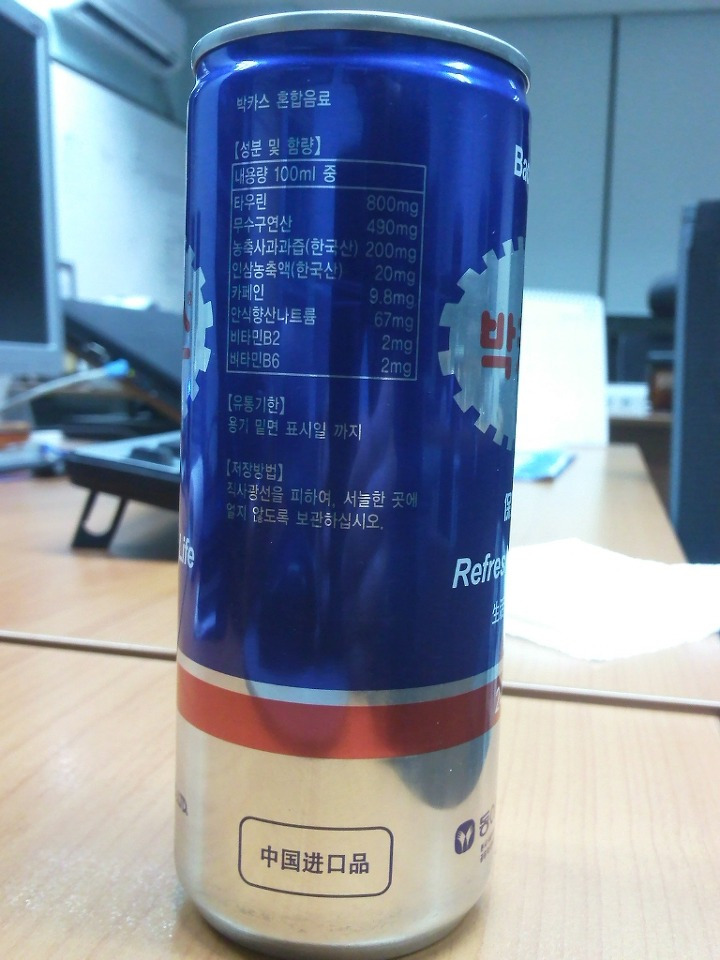 박카스 혼합음료
【성분 및 함량】
내용량 100ml 중
타우린 800mg
무수구연산 490mg
농축사과과즙(한국산) 200mg
인삼농축액(한국산) 20mg
카페인 9.8mg
안식향산나트륨 67mg
비타민B2 2mg
비타민B6 2mg
【유통기한】
용기 밑면 표시일 까지
【저장방법】
직사광선을 피하여, 서늘한 곳에
얼지 않도록 보관하십시오.
박
Life
Refres
中国进口品